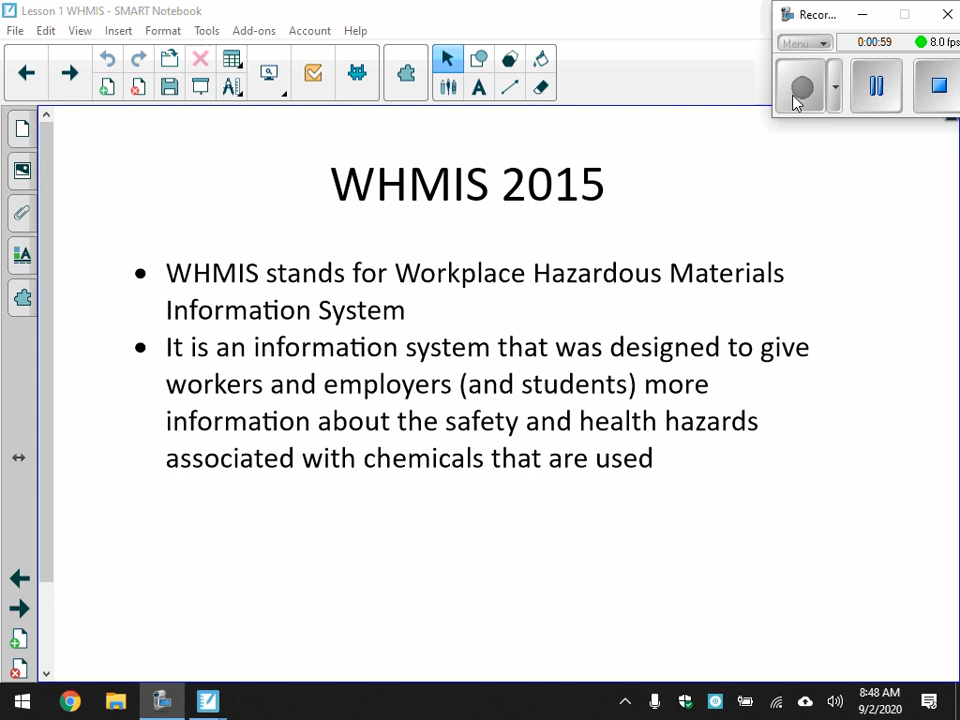 Lesson 1 WHMIS - SMART Notebook
Recor...
File Edit View Insert Format Tools Add-ons Account Help
Menu
0:00:59
8.0 fps
WHMIS 2015
• WHMIS stands for Workplace Hazardous Materials
Information System
• It is an information system that was designed to give
workers and employers (and students) more
information about the safety and health hazards
associated with chemicals that are used
8:48 AM
9/2/2020